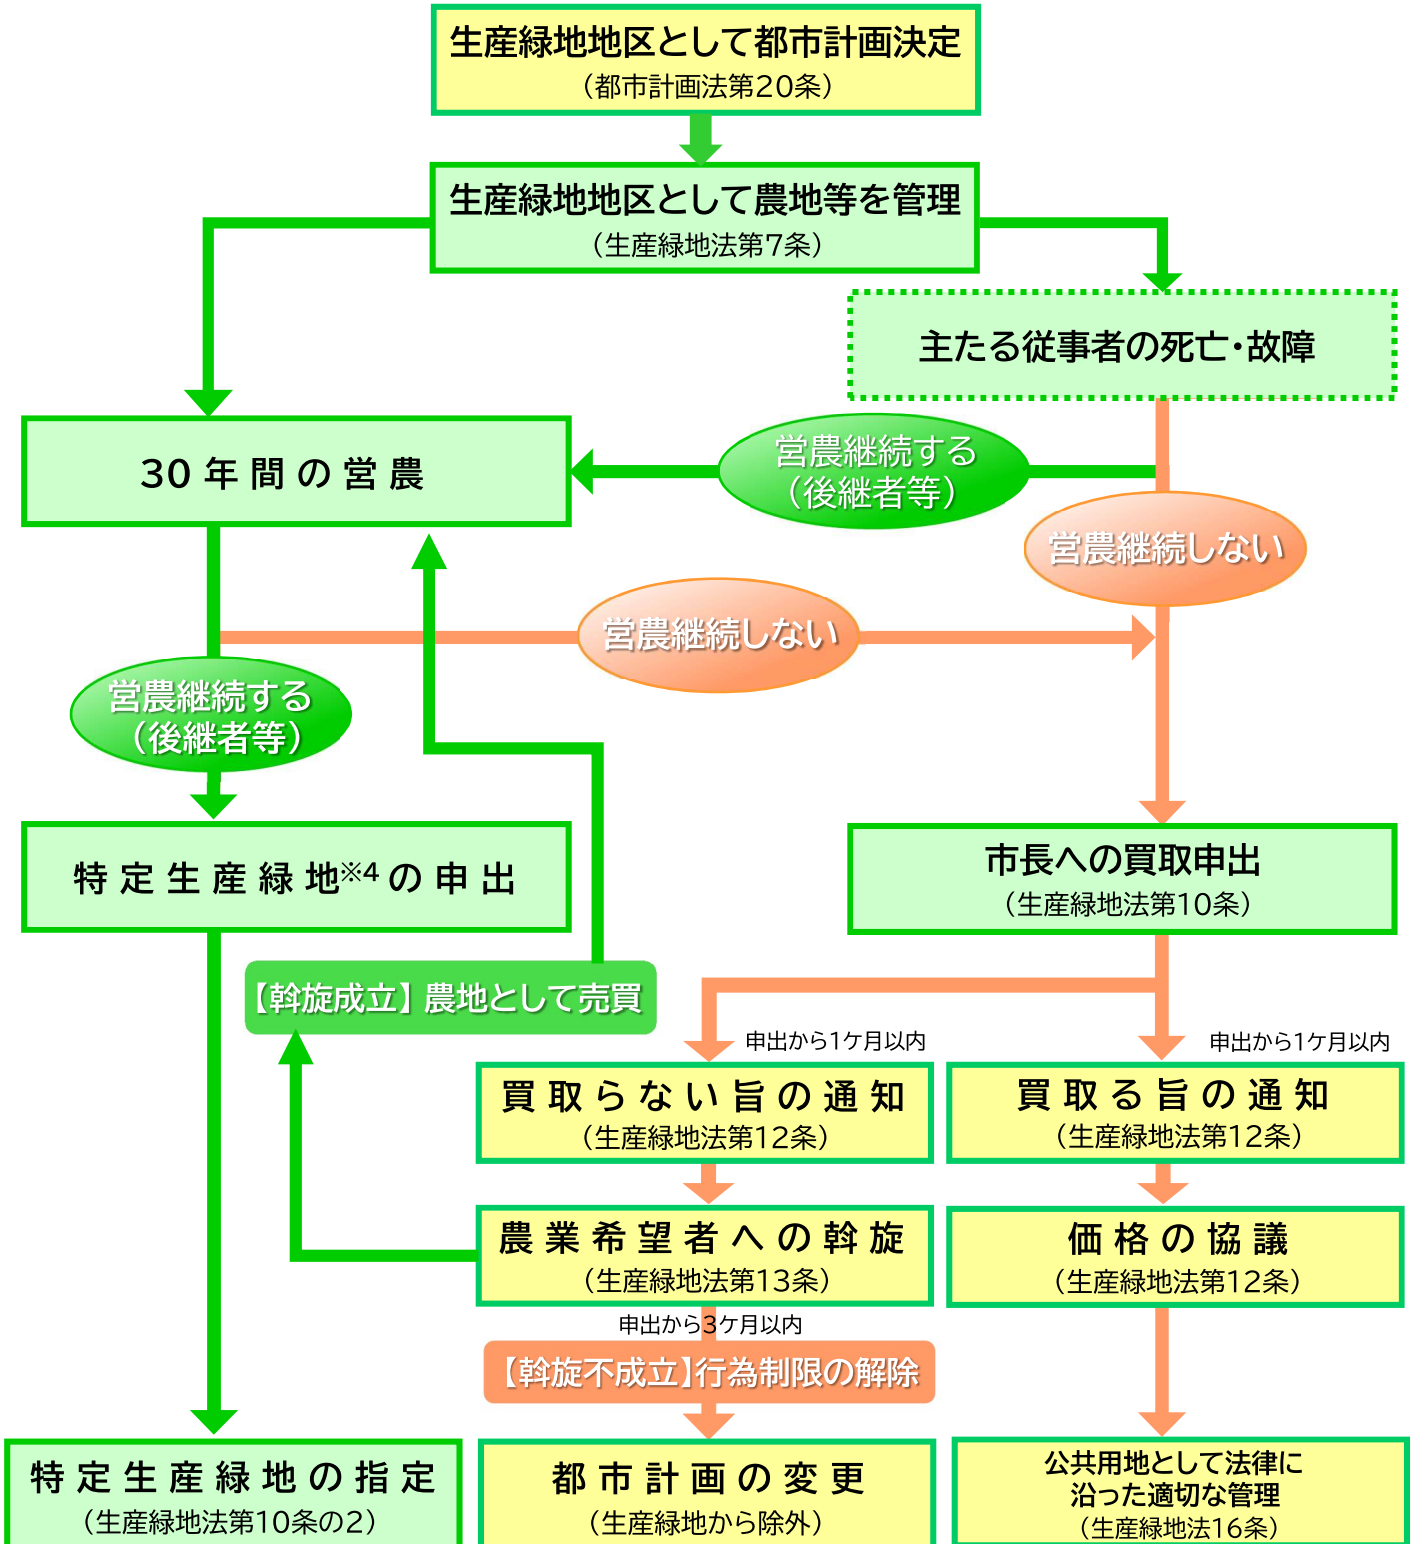 生産緑地地区として都市計画決定
（都市計画法第20条）
生産緑地地区として農地等を管理
（生産緑地法第7条）
主たる従事者の死亡・故障
営農継続する
（後継者等）
30年間の営農
営農継続しない
営農継続しない
営農継続する
（後継者等）
特定生産緑地※4の申出
市長への買取申出
（生産緑地法第10条）
【斡旋成立】農地として売買
申出から1ケ月以内
申出から1ケ月以内
買取らない旨の通知
（生産緑地法第12条）
買取る旨の通知
（生産緑地法第12条）
農業希望者への斡旋
（生産緑地法第13条）
価格の協議
（生産緑地法第12条）
申出から3ケ月以内
【斡旋不成立】行為制限の解除
特定生産緑地の指定
（生産緑地法第10条の2）
都市計画の変更
（生産緑地から除外）
公共用地として法律に
沿った適切な管理
（生産緑地法16条）